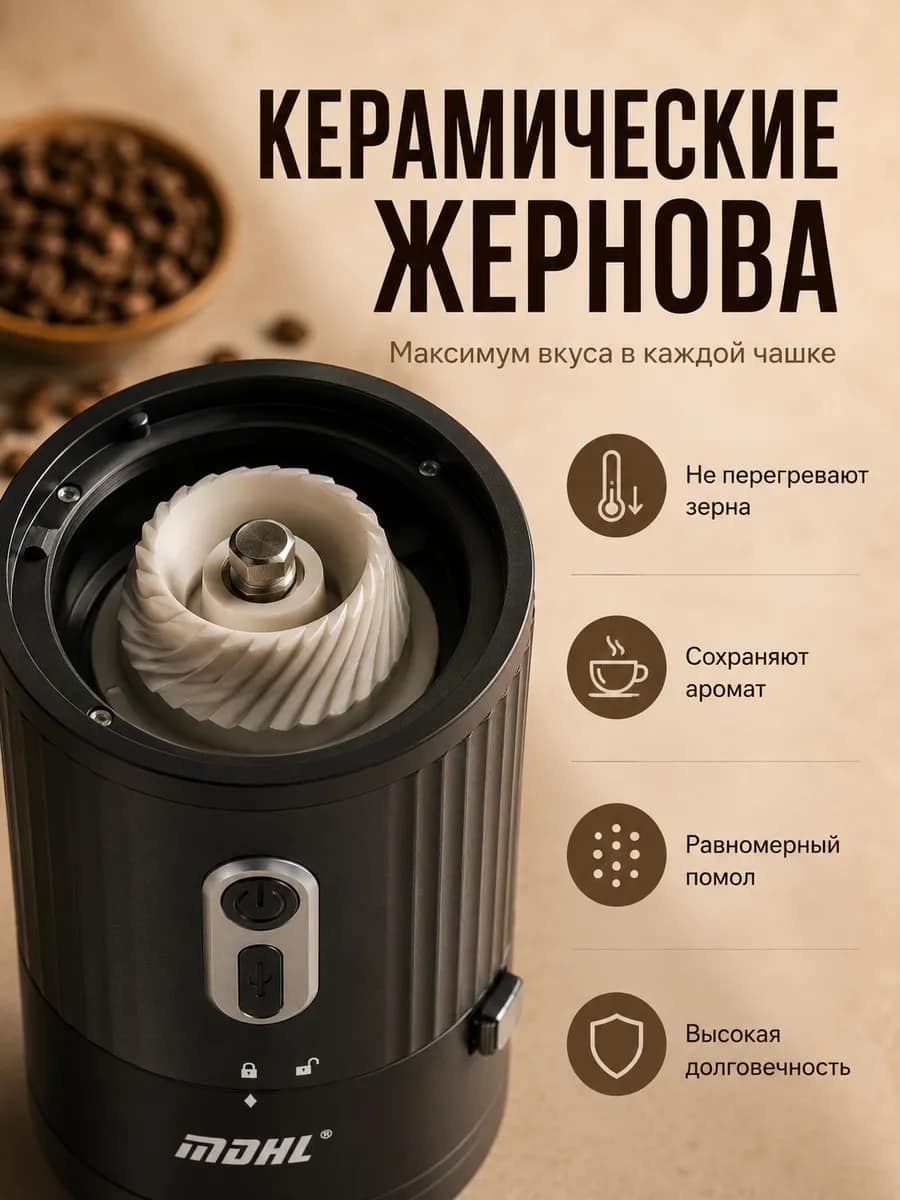 КЕРАМИЧЕСКИЕ
ЖЕРНОВА
Максимум вкуса в каждой чашке
Не перегревают
зерна
Сохраняют
аромат
Равномерный
помол
Высокая
долговечность
MDHL®